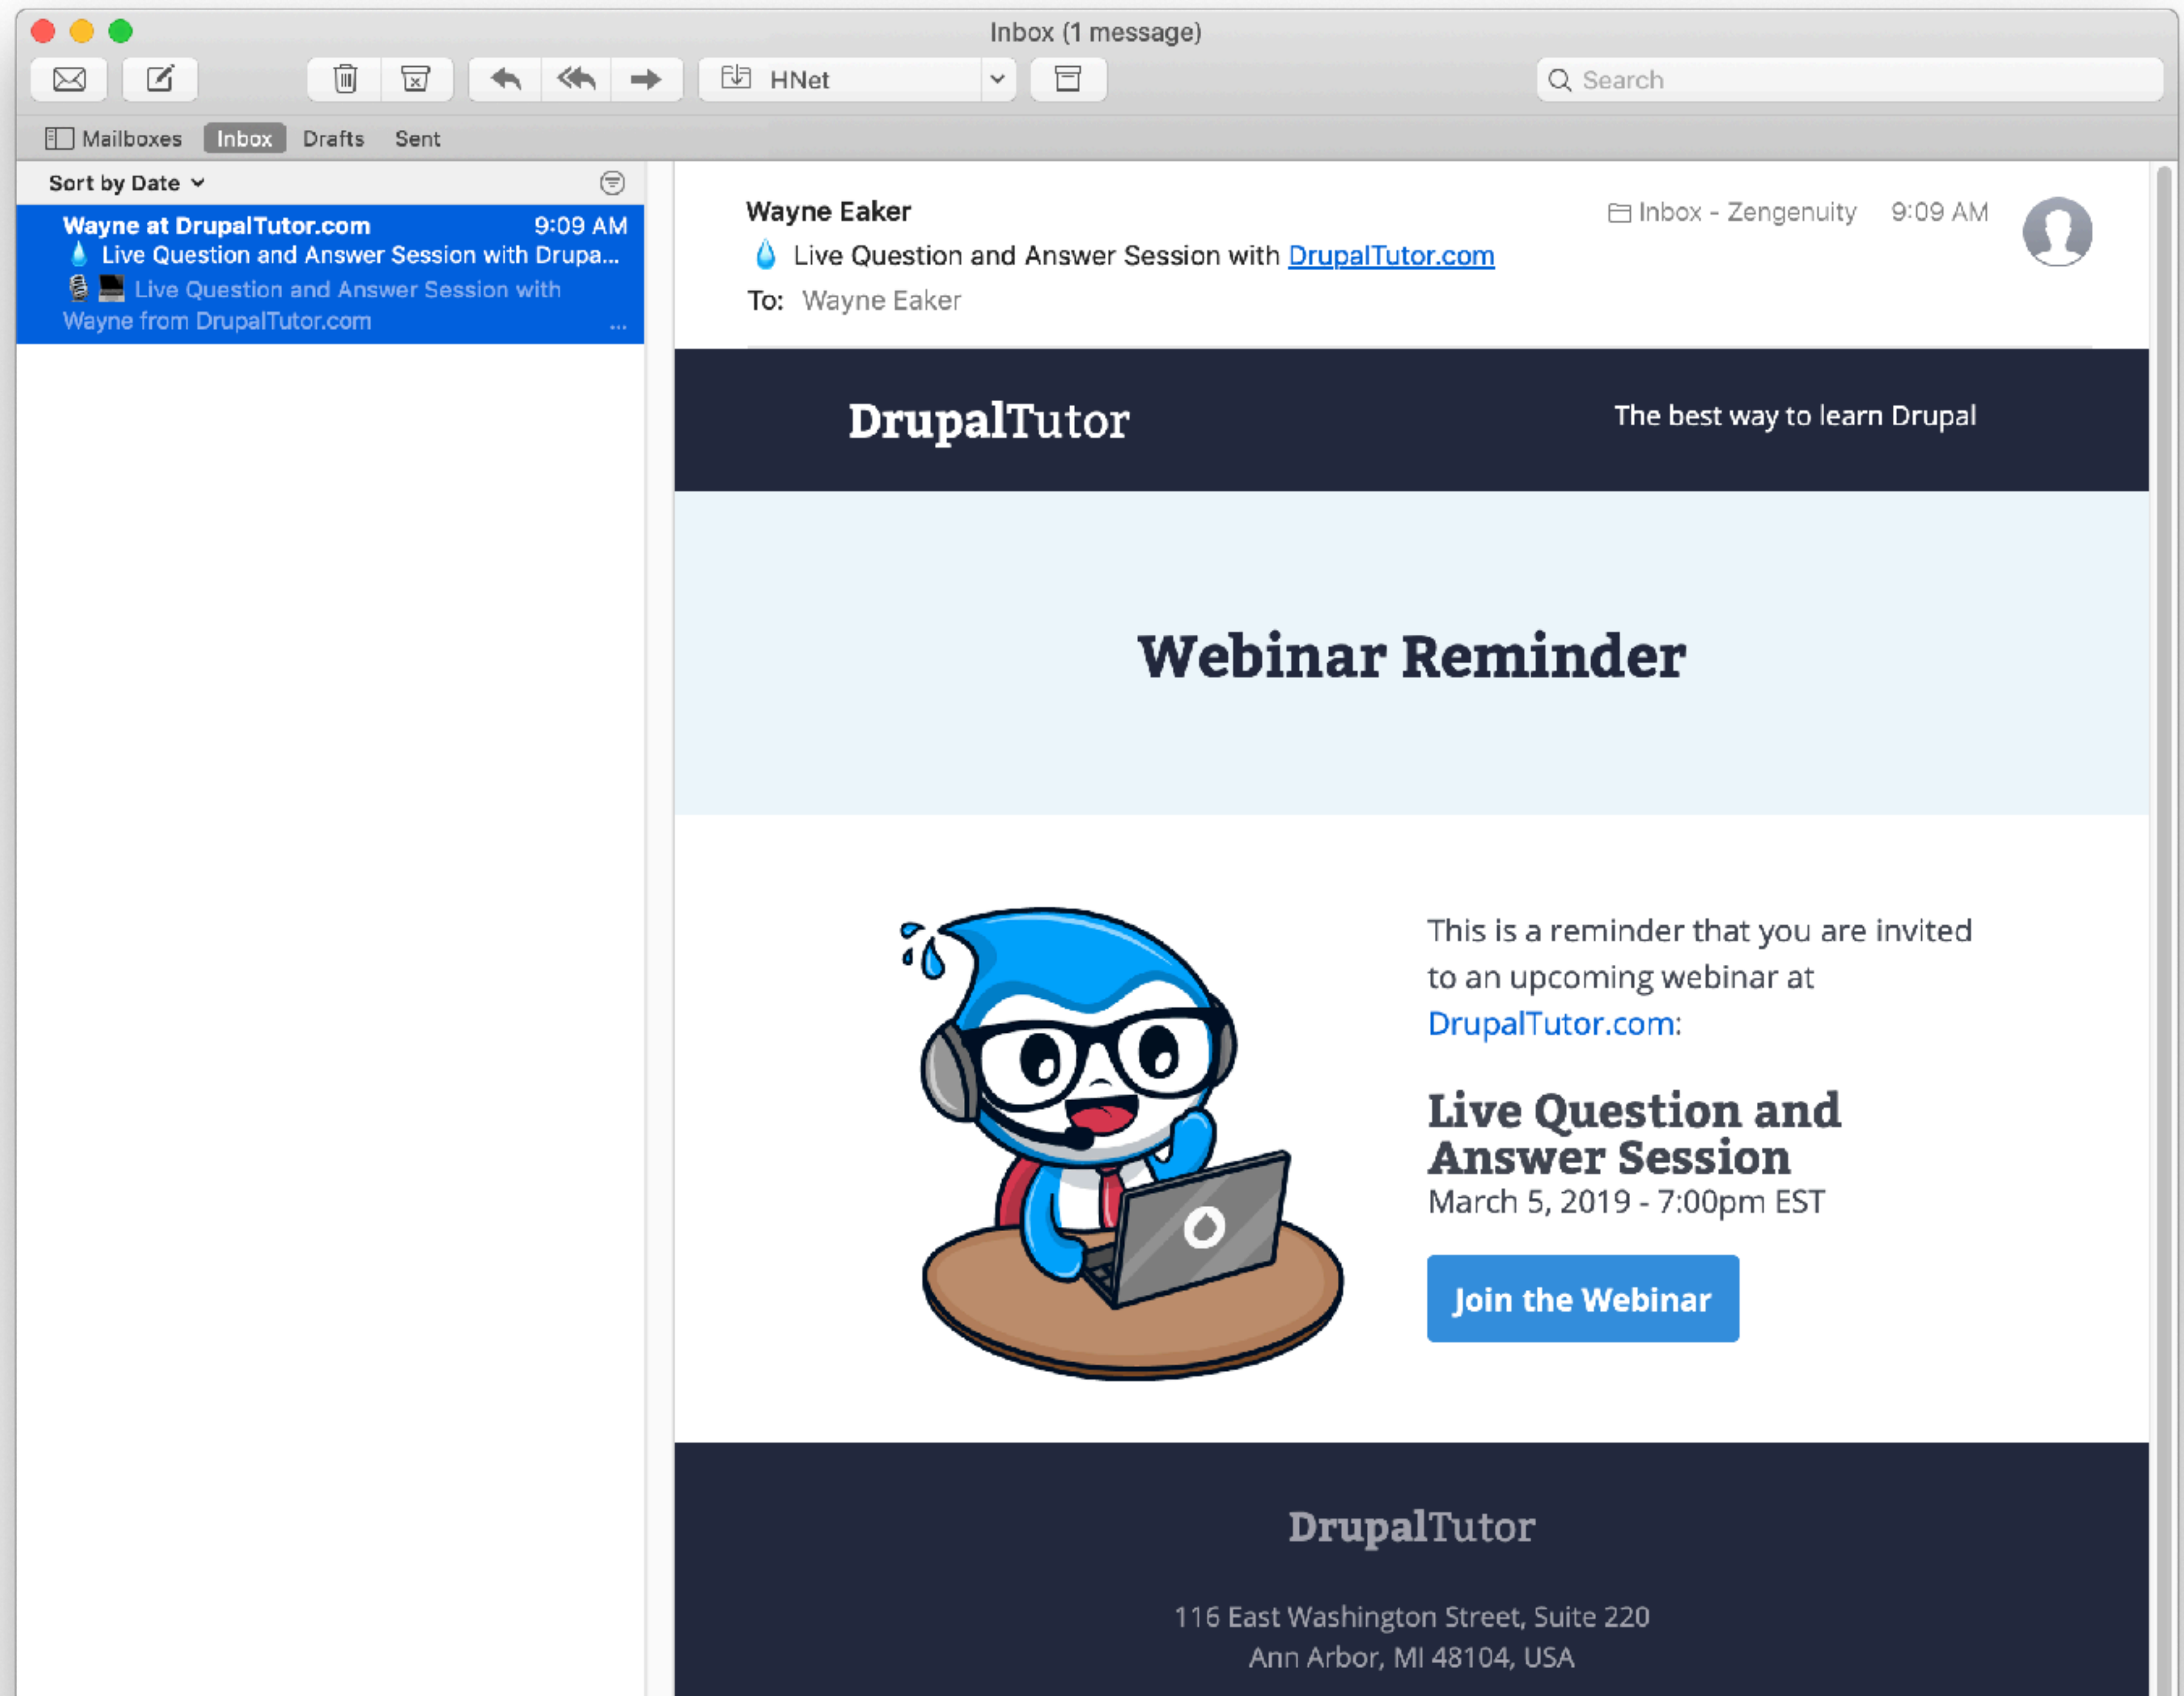 Inbox (1 message)
HNet
Search
Mailboxes Inbox Drafts Sent
Sort by Date
Wayne at DrupalTutor.com 9:09 AM
💧 Live Question and Answer Session with Drupa...
🎙 💻 Live Question and Answer Session with
Wayne from DrupalTutor.com ...
Wayne Eaker Inbox - Zengenuity 9:09 AM
💧 Live Question and Answer Session with DrupalTutor.com
To: Wayne Eaker
DrupalTutor The best way to learn Drupal
Webinar Reminder
This is a reminder that you are invited
to an upcoming webinar at
DrupalTutor.com:
Live Question and
Answer Session
March 5, 2019 - 7:00pm EST
Join the Webinar
DrupalTutor
116 East Washington Street, Suite 220
Ann Arbor, MI 48104, USA